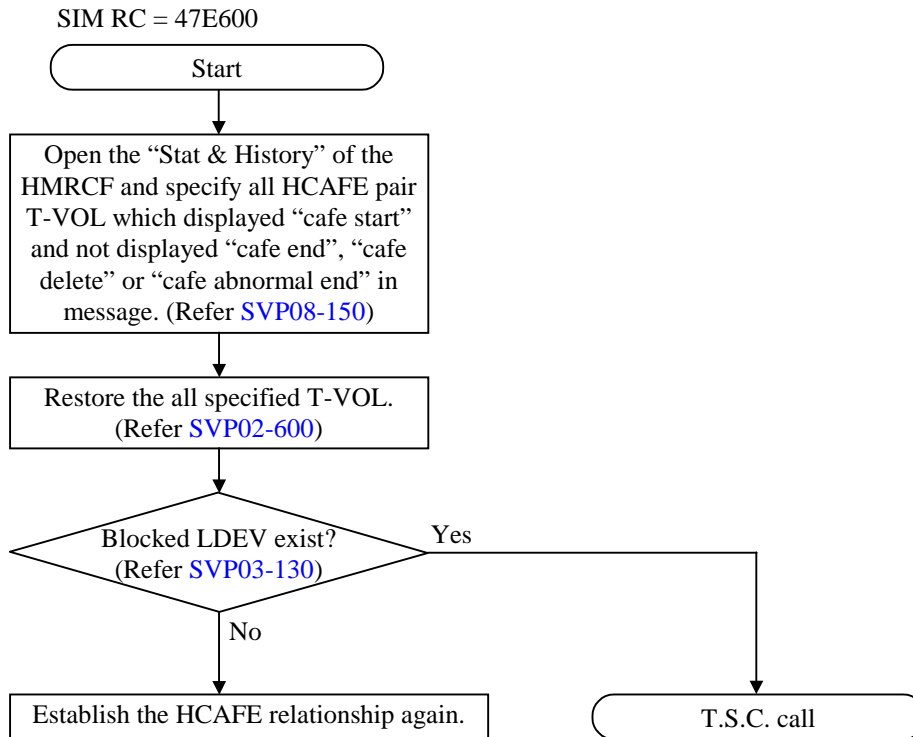 SIM RC = 47E600
Start
Open the “Stat & History” of the
HMRCF and specify all HCAFE pair
T-VOL which displayed “cafe start”
and not displayed “cafe end”, “cafe
delete” or “cafe abnormal end” in
message. (Refer SVP08-150)
Restore the all specified T-VOL.
(Refer SVP02-600)
Blocked LDEV exist?
(Refer SVP03-130)
Yes
No
Establish the HCAFE relationship again.
T.S.C. call